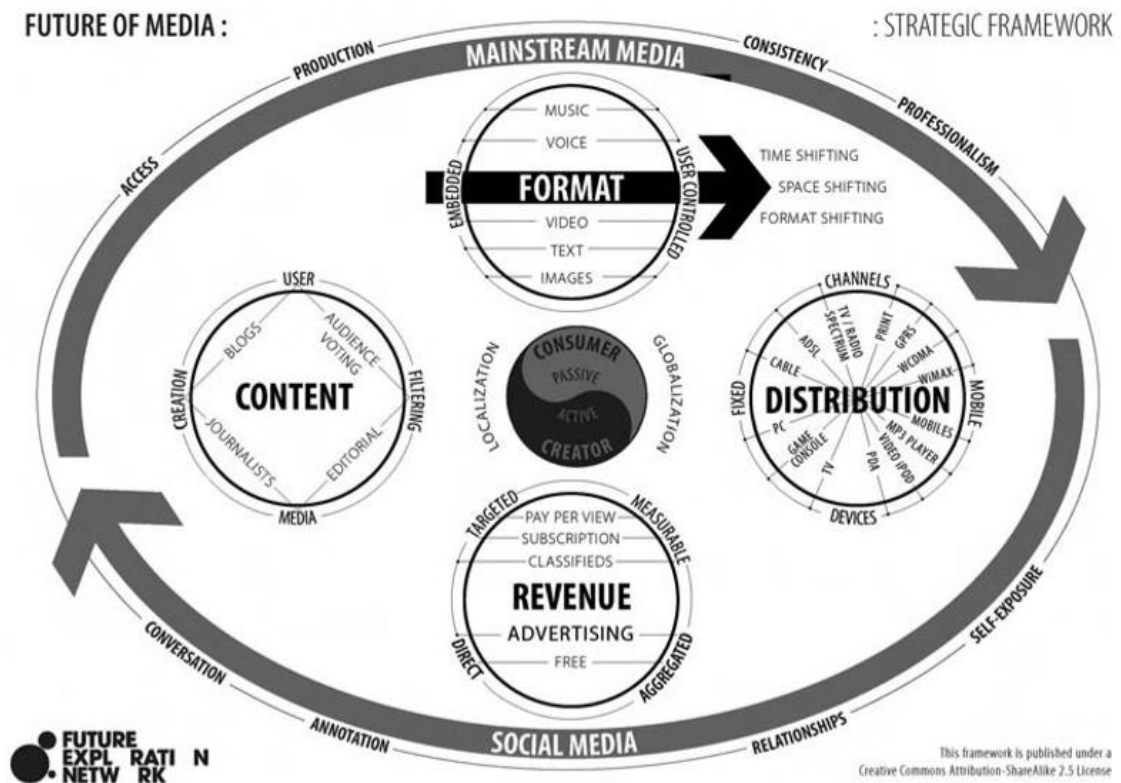 FUTURE OF MEDIA :
: STRATEGIC FRAMEWORK
MAINSTREAM MEDIA
ACCESS
PRODUCTION
CONSISTENCY
PROFESSIONALISM
MUSIC
VOICE
FORMAT
VIDEO
TEXT
IMAGES
EMBEDDED
USER CONTROLLED
TIME SHIFTING
SPACE SHIFTING
FORMAT SHIFTING
USER
BLOGS
AUDIENCE
VOTING
CREATION
CONTENT
FILTERING
JOURNALISTS
EDITORIAL
MEDIA
LOCALIZATION
CONSUMER
PASSIVE
ACTIVE
CREATOR
GLOBALIZATION
CHANNELS
ADSL
TV / RADIO
SPECTRUM
PRINT
GPRS
CABLE
WCDMA
WiMAX
FIXED
DISTRIBUTION
MOBILE
PC
MOBILES
GAME
CONSOLE
MP3 PLAYER
TV
PDA
VIDEO iPOD
DEVICES
TARGETED
MEASURABLE
PAY PER VIEW
SUBSCRIPTION
CLASSIFIEDS
REVENUE
ADVERTISING
FREE
DIRECT
AGGREGATED
CONVERSATION
ANNOTATION
SOCIAL MEDIA
RELATIONSHIPS
SELF-EXPOSURE
FUTURE
EXPL RATI N
NETW RK
This framework is published under a
Creative Commons Attribution-ShareAlike 2.5 License